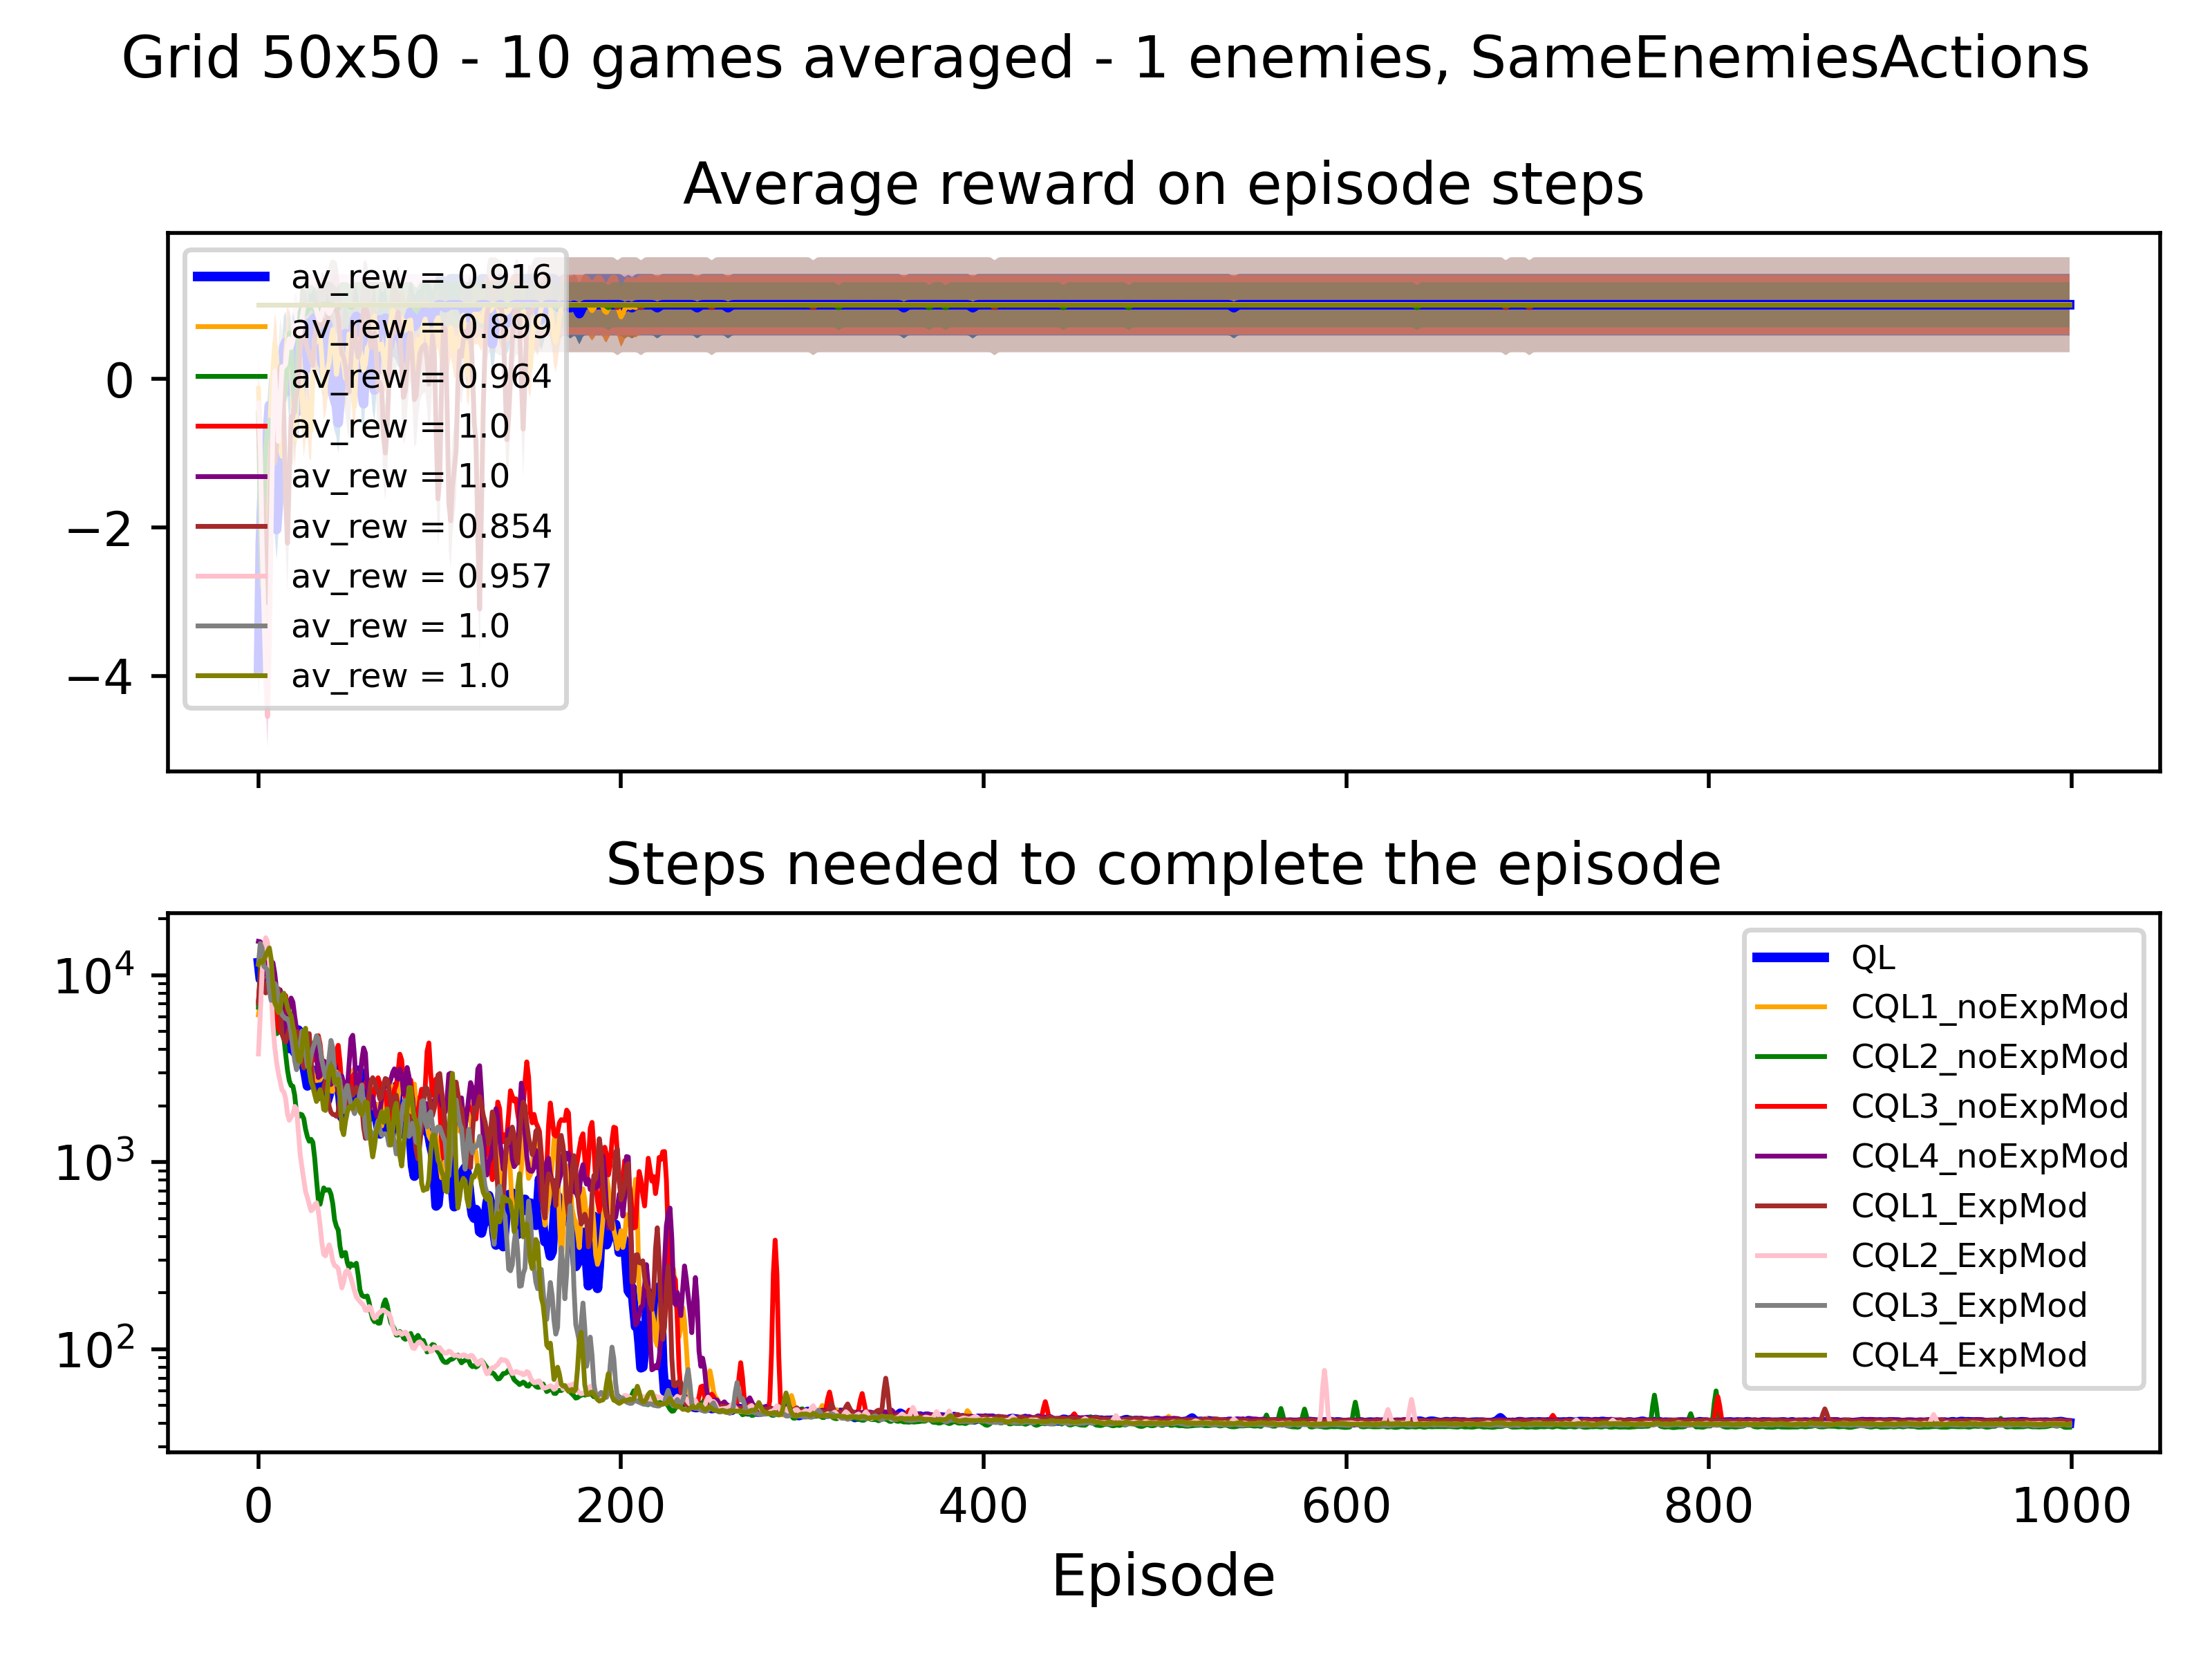 Grid 50x50 - 10 games averaged - 1 enemies, SameEnemiesActions
Average reward on episode steps
av_rew = 0.916
av_rew = 0.899
av_rew = 0.964
av_rew = 1.0
av_rew = 1.0
av_rew = 0.854
av_rew = 0.957
av_rew = 1.0
av_rew = 1.0
0
−2
−4
Steps needed to complete the episode
10^4
10^3
10^2
QL
CQL1_noExpMod
CQL2_noExpMod
CQL3_noExpMod
CQL4_noExpMod
CQL1_ExpMod
CQL2_ExpMod
CQL3_ExpMod
CQL4_ExpMod
0 200 400 600 800 1000
Episode